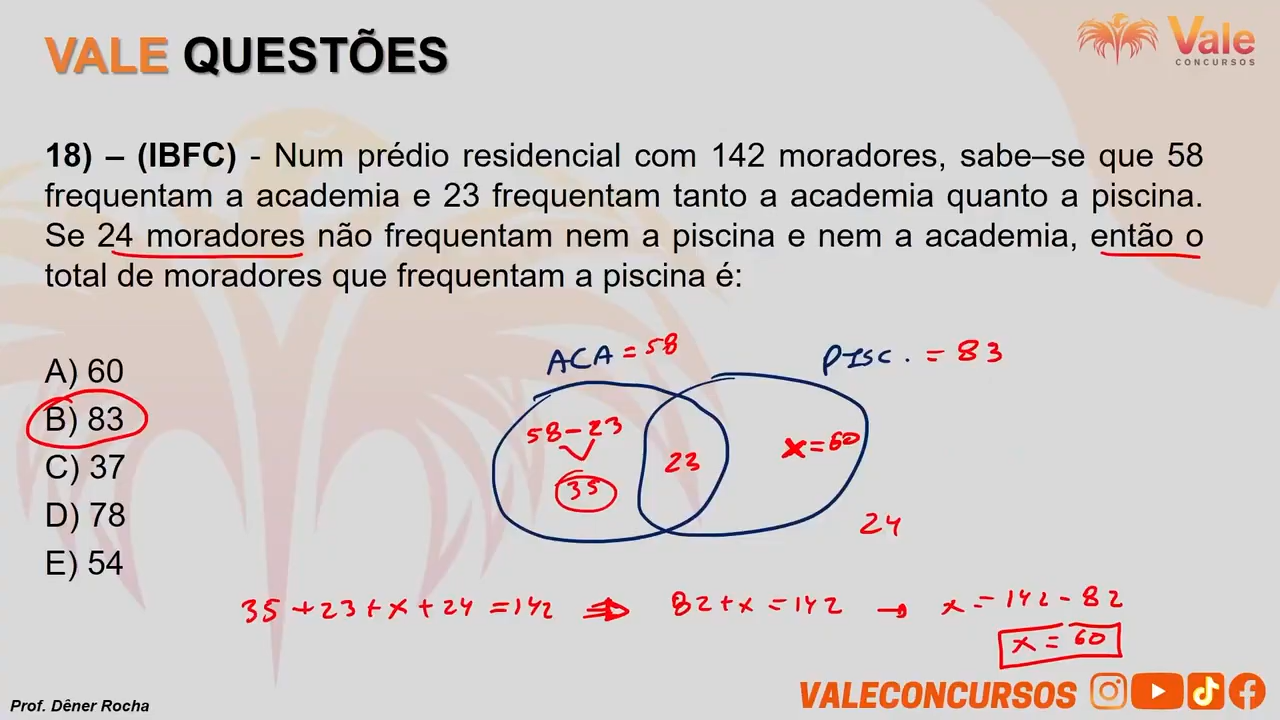 VALE QUESTÕES
Vale
CONCURSOS
18) – (IBFC) - Num prédio residencial com 142 moradores, sabe–se que 58
frequentam a academia e 23 frequentam tanto a academia quanto a piscina.
Se 24 moradores não frequentam nem a piscina e nem a academia, então o
total de moradores que frequentam a piscina é:
A) 60
B) 83
C) 37
D) 78
E) 54
ACA = 58
PISC. = 83
58 - 23
35
23
x = 60
24
35 + 23 + x + 24 = 142 ⇒ 82 + x = 142 → x = 142 - 82
x = 60
VALECONCURSOS
Prof. Dêner Rocha